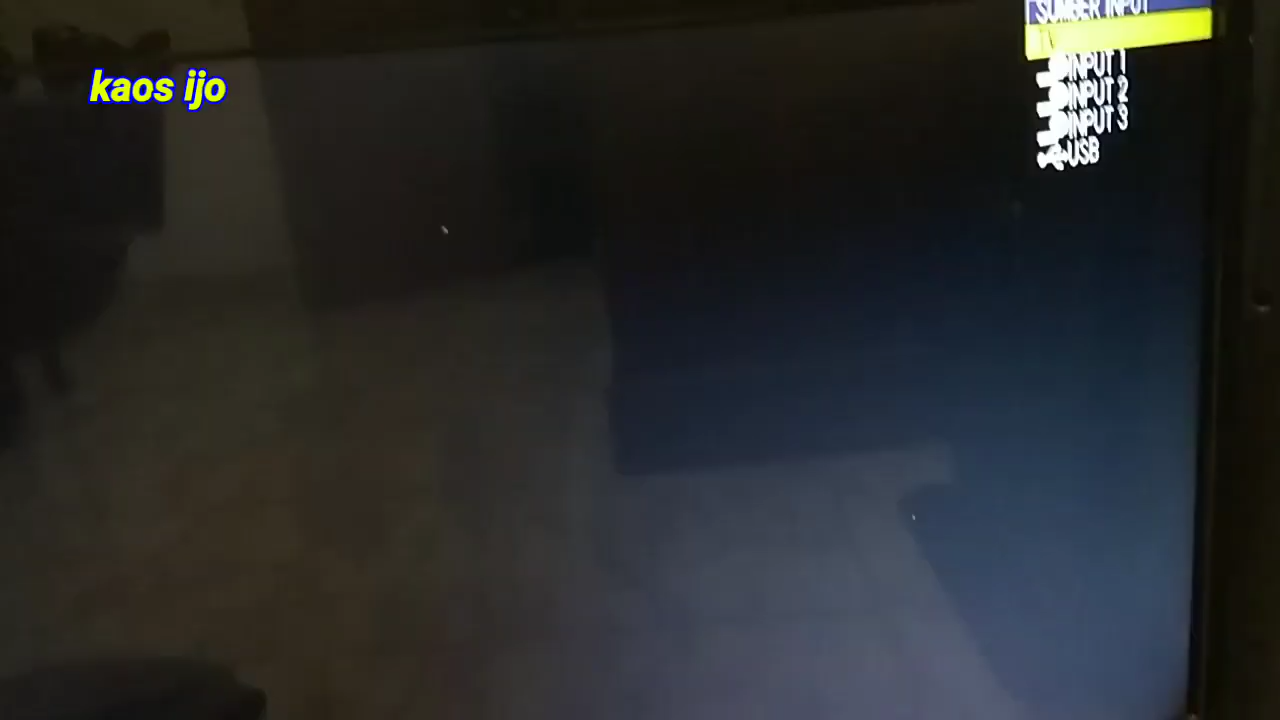 SUMBER INPUT
TV
INPUT 1
INPUT 2
INPUT 3
USB
kaos ijo